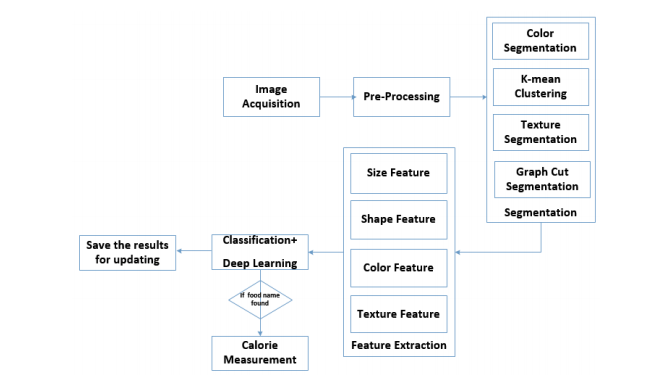 Image
Acquisition
Pre-Processing
Color
Segmentation
K-mean
Clustering
Texture
Segmentation
Graph Cut
Segmentation
Segmentation
Size Feature
Shape Feature
Color Feature
Texture Feature
Feature Extraction
Classification+
Deep Learning
Save the results
for updating
If food name
found
Calorie
Measurement